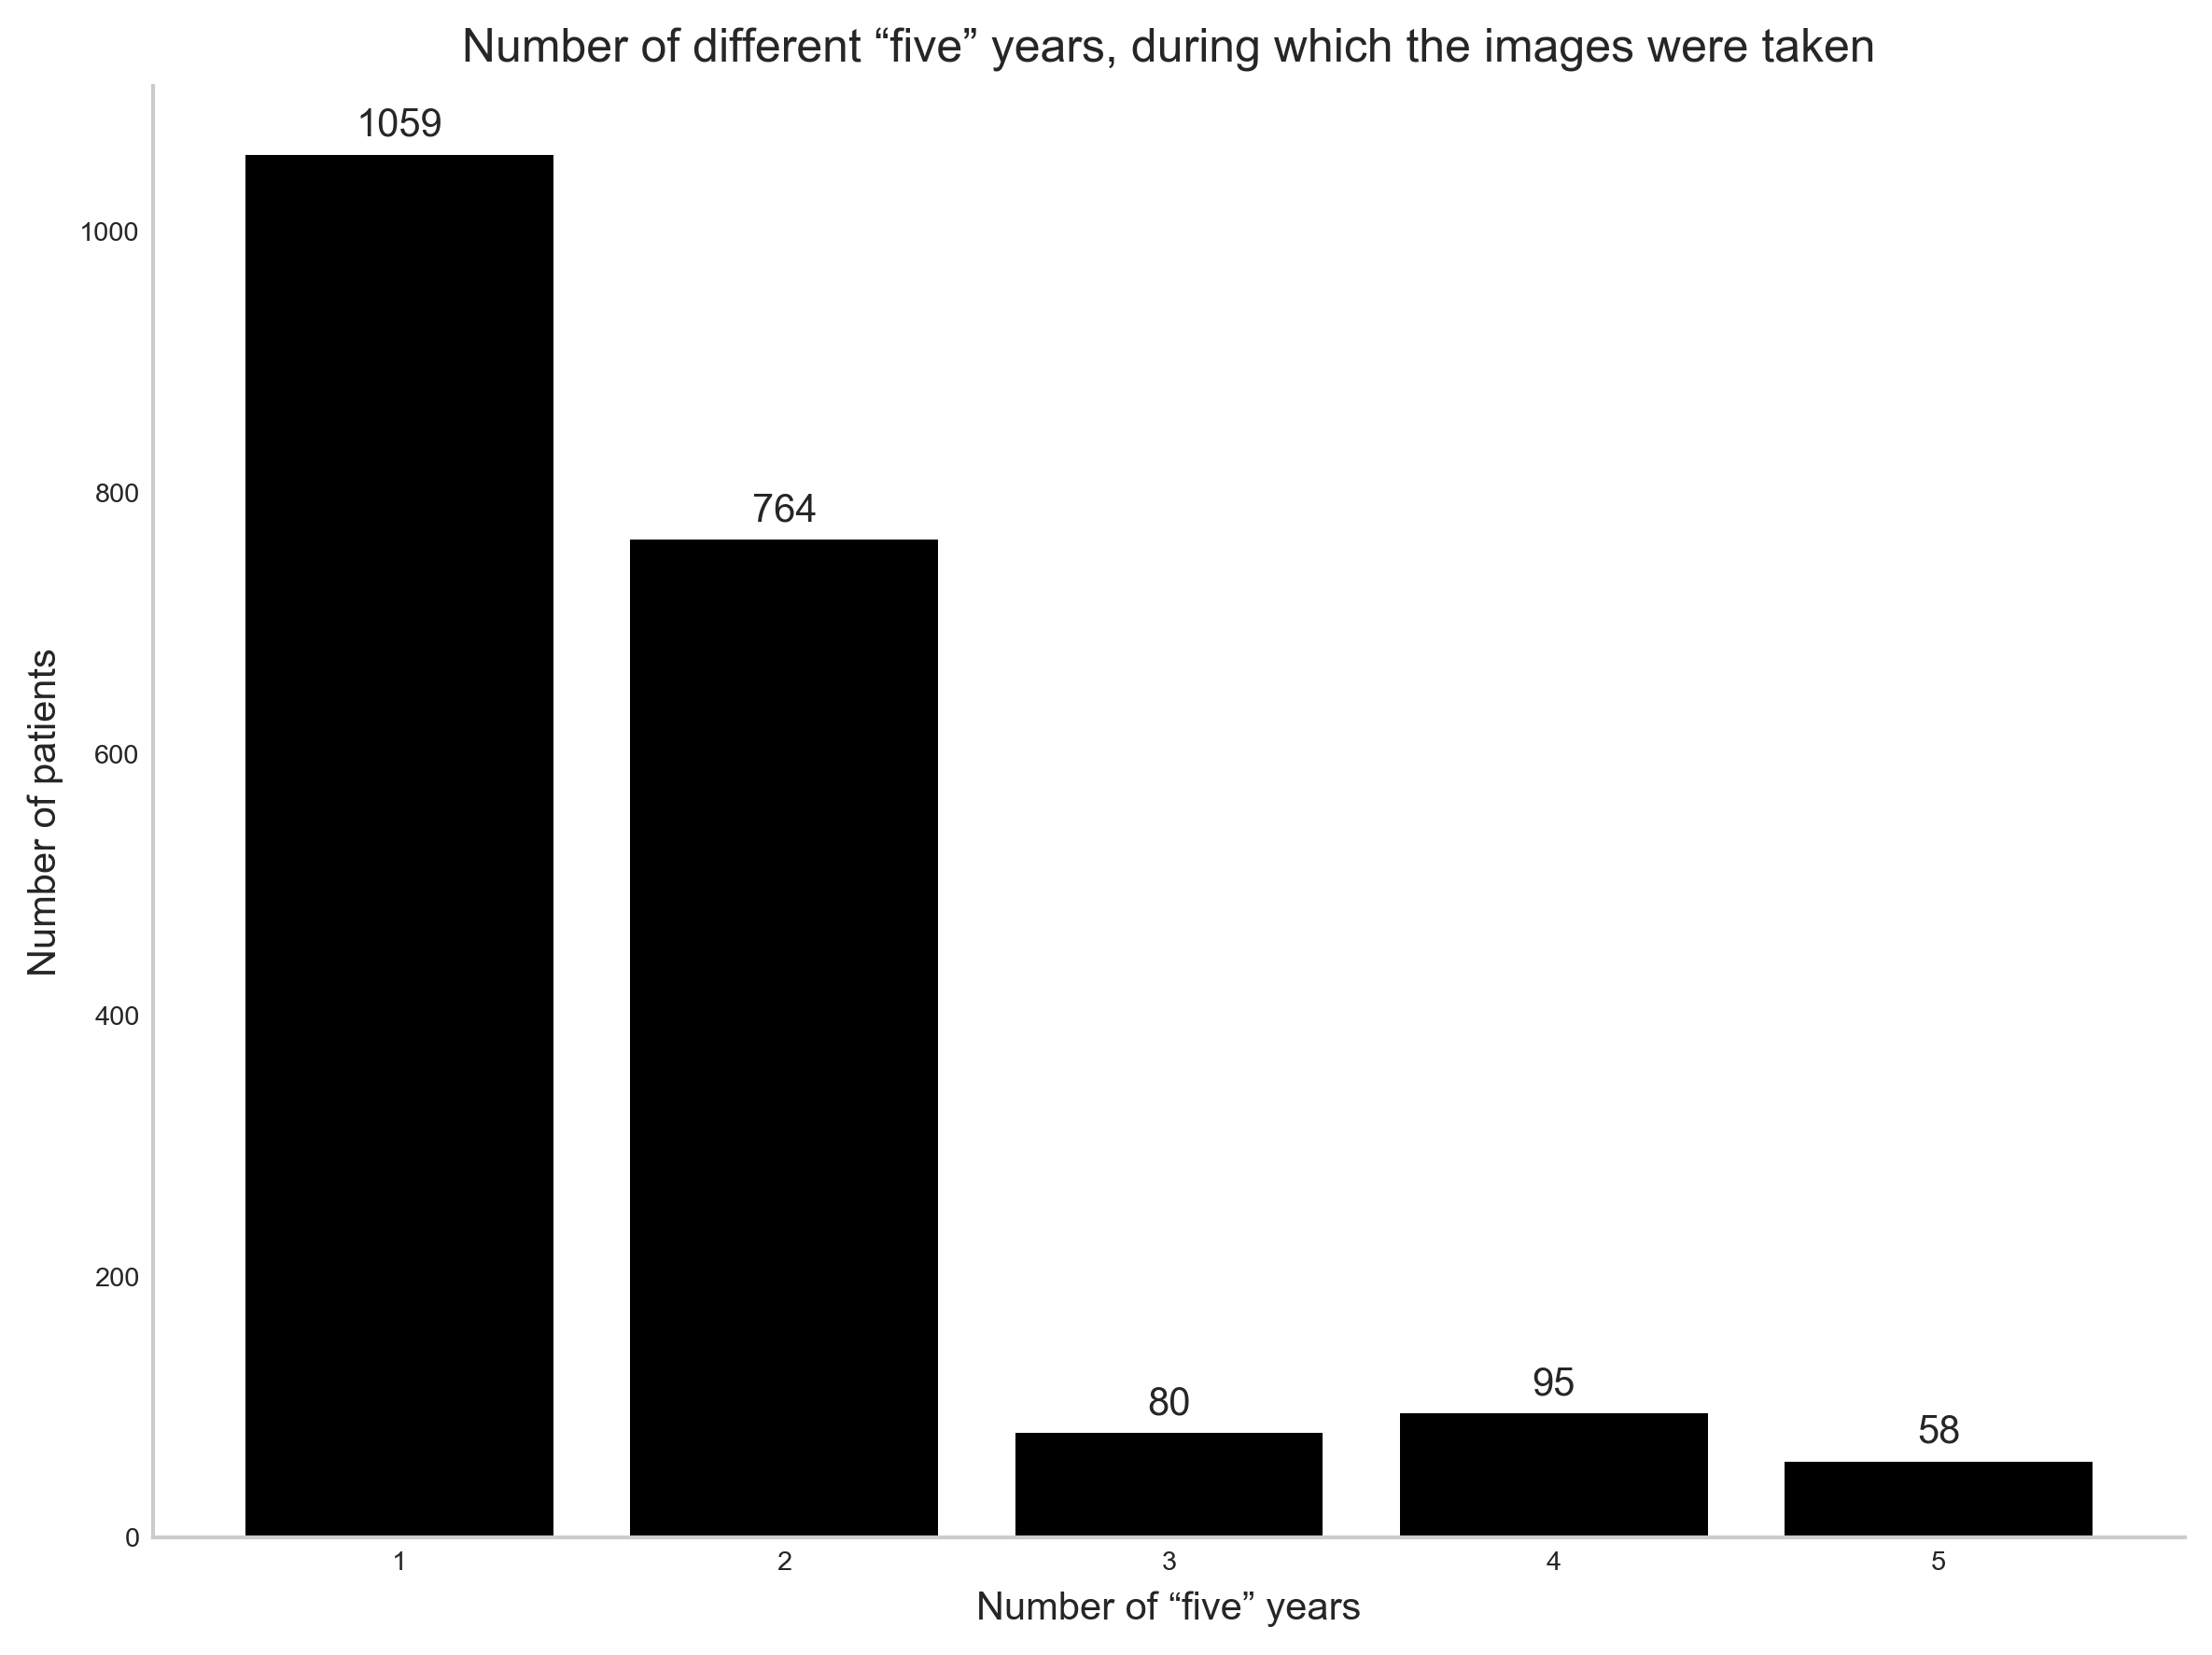 Number of different “five” years, during which the images were taken
1059
1000
800
764
600
400
200
95
80
58
0
1 2 3 4 5
Number of patients
Number of “five” years